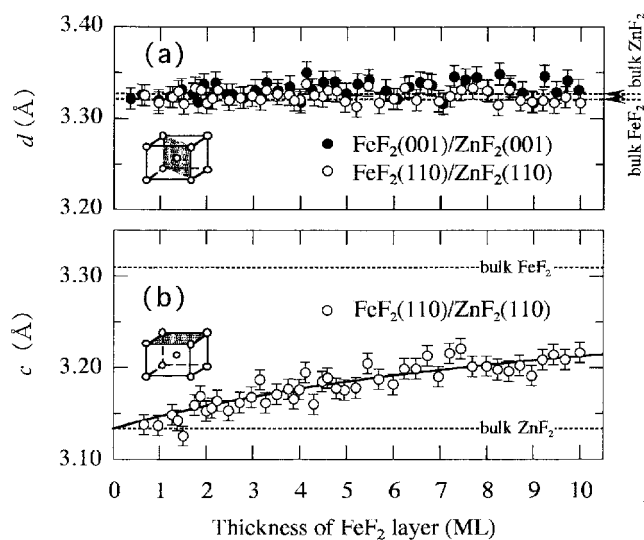 3.40
3.30
3.20
d (Å)
(a)
● FeF₂(001)/ZnF₂(001)
○ FeF₂(110)/ZnF₂(110)
bulk ZnF₂
bulk FeF₂
3.30
3.20
3.10
c (Å)
bulk FeF₂
(b)
○ FeF₂(110)/ZnF₂(110)
bulk ZnF₂
0 1 2 3 4 5 6 7 8 9 10
Thickness of FeF₂ layer (ML)